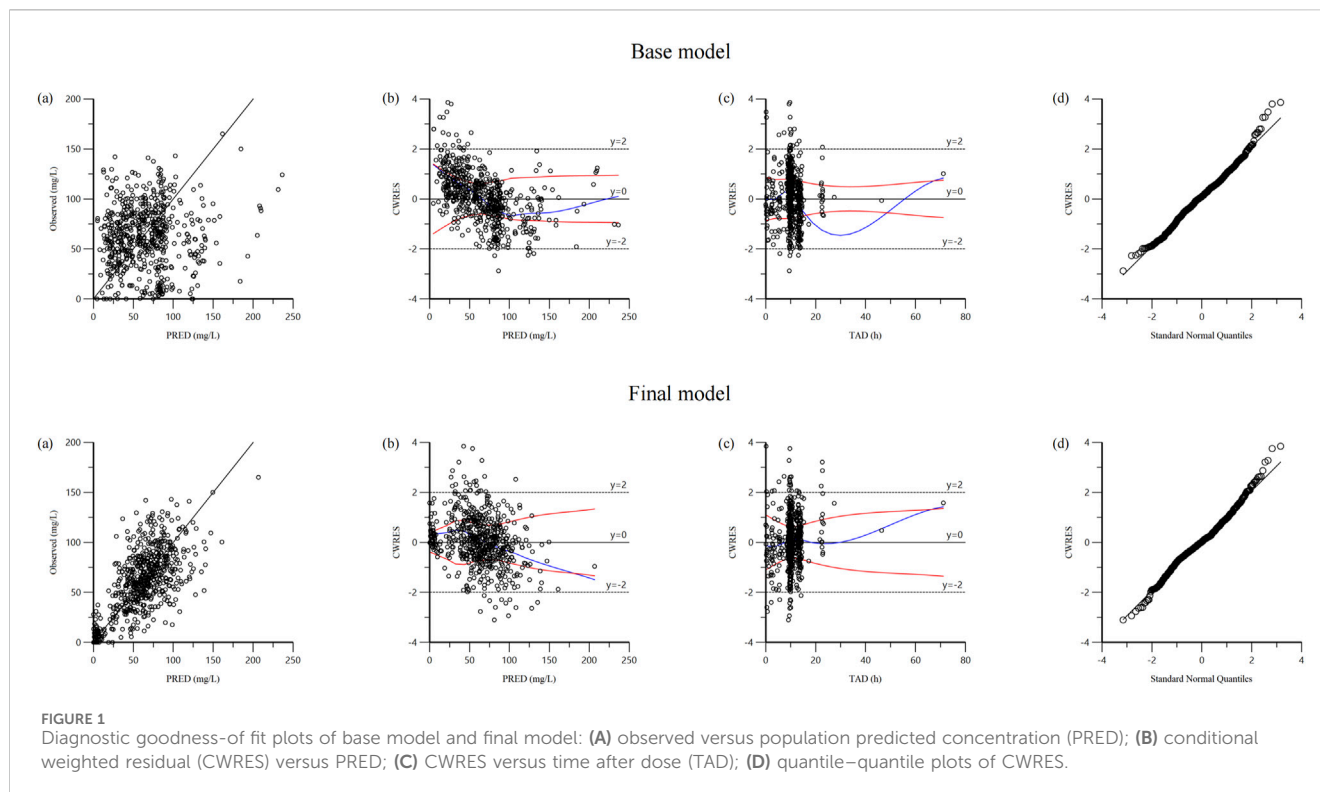 Base model
(a)
200
150
100
50
0
Observed (mg/L)
0
50
100
150
200
250
PRED (mg/L)
(b)
4
2
0
-2
-4
CWRES
y=2
y=0
y=-2
0
50
100
150
200
250
PRED (mg/L)
(c)
4
2
0
-2
-4
CWRES
y=2
y=0
y=-2
0
20
40
60
80
TAD (h)
(d)
4
2
0
-2
-4
CWRES
-4
-2
0
2
4
Standard Normal Quantiles
Final model
(a)
200
150
100
50
0
Observed (mg/L)
0
50
100
150
200
250
PRED (mg/L)
(b)
4
2
0
-2
-4
CWRES
y=2
y=0
y=-2
0
50
100
150
200
250
PRED (mg/L)
(c)
4
2
0
-2
-4
CWRES
y=2
y=0
y=-2
0
20
40
60
80
TAD (h)
(d)
4
2
0
-2
-4
CWRES
-4
-2
0
2
4
Standard Normal Quantiles
FIGURE 1
Diagnostic goodness-of fit plots of base model and final model: (A) observed versus population predicted concentration (PRED); (B) conditional
weighted residual (CWRES) versus PRED; (C) CWRES versus time after dose (TAD); (D) quantile–quantile plots of CWRES.